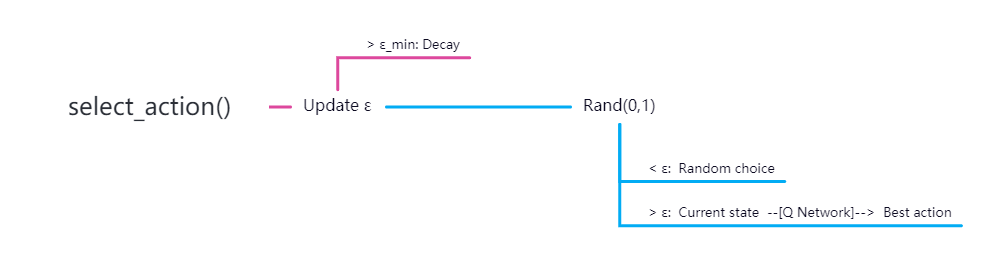 > ε_min: Decay
select_action()
Update ε
Rand(0,1)
< ε: Random choice
> ε: Current state --[Q Network]--> Best action